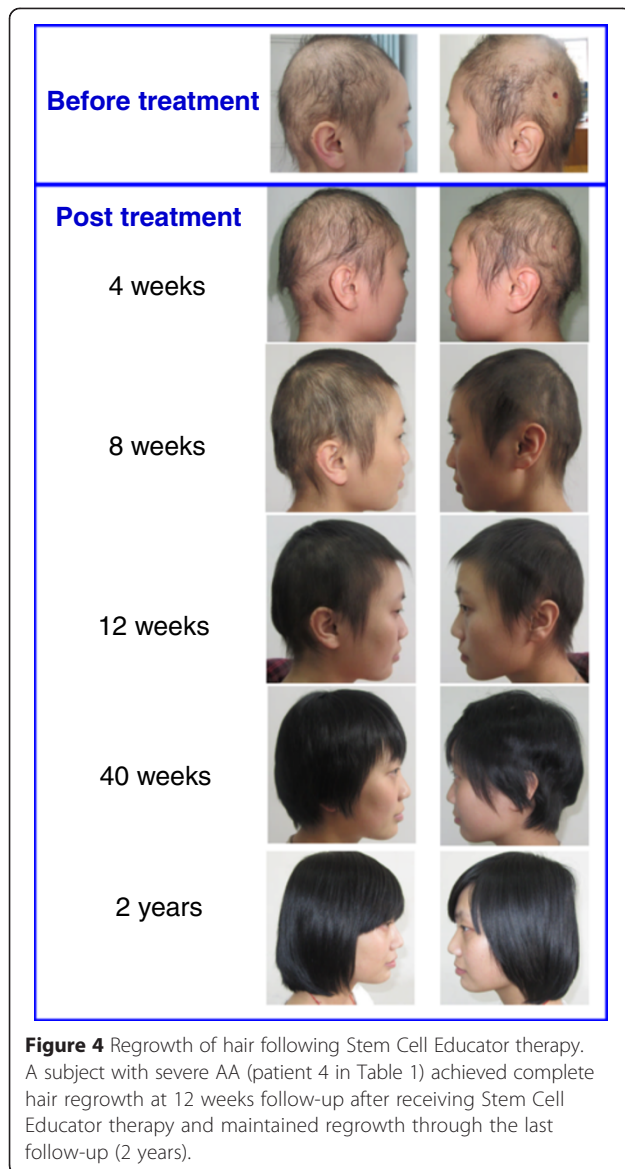 Before treatment
Post treatment
4 weeks
8 weeks
12 weeks
40 weeks
2 years
Figure 4 Regrowth of hair following Stem Cell Educator therapy.
A subject with severe AA (patient 4 in Table 1) achieved complete
hair regrowth at 12 weeks follow-up after receiving Stem Cell
Educator therapy and maintained regrowth through the last
follow-up (2 years).